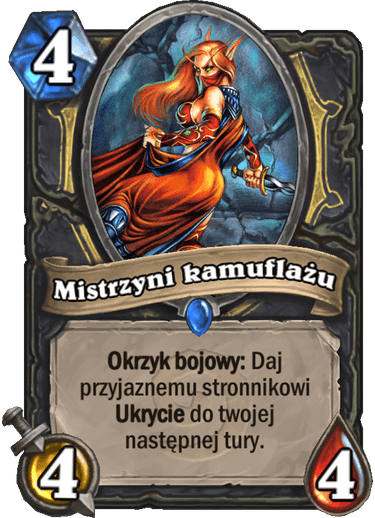 4
Mistrzyni kamuflażu
Okrzyk bojowy: Daj
przyjaznemu stronnikowi
Ukrycie do twojej
następnej tury.
4
4